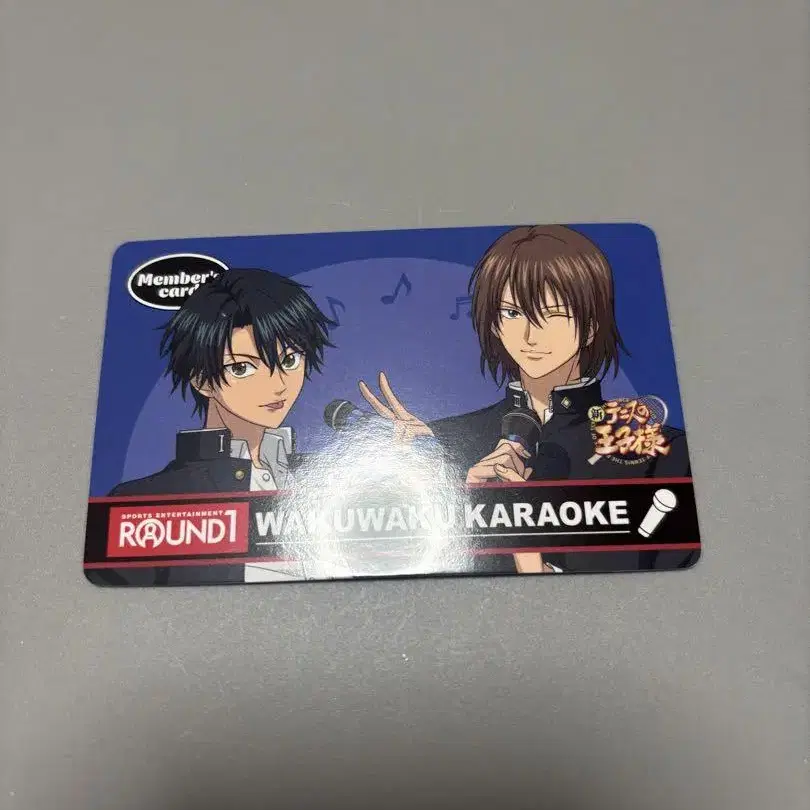 Member's
card
新
テニスの
王子様
SPORTS ENTERTAINMENT
ROUND1
WAKUWAKU KARAOKE